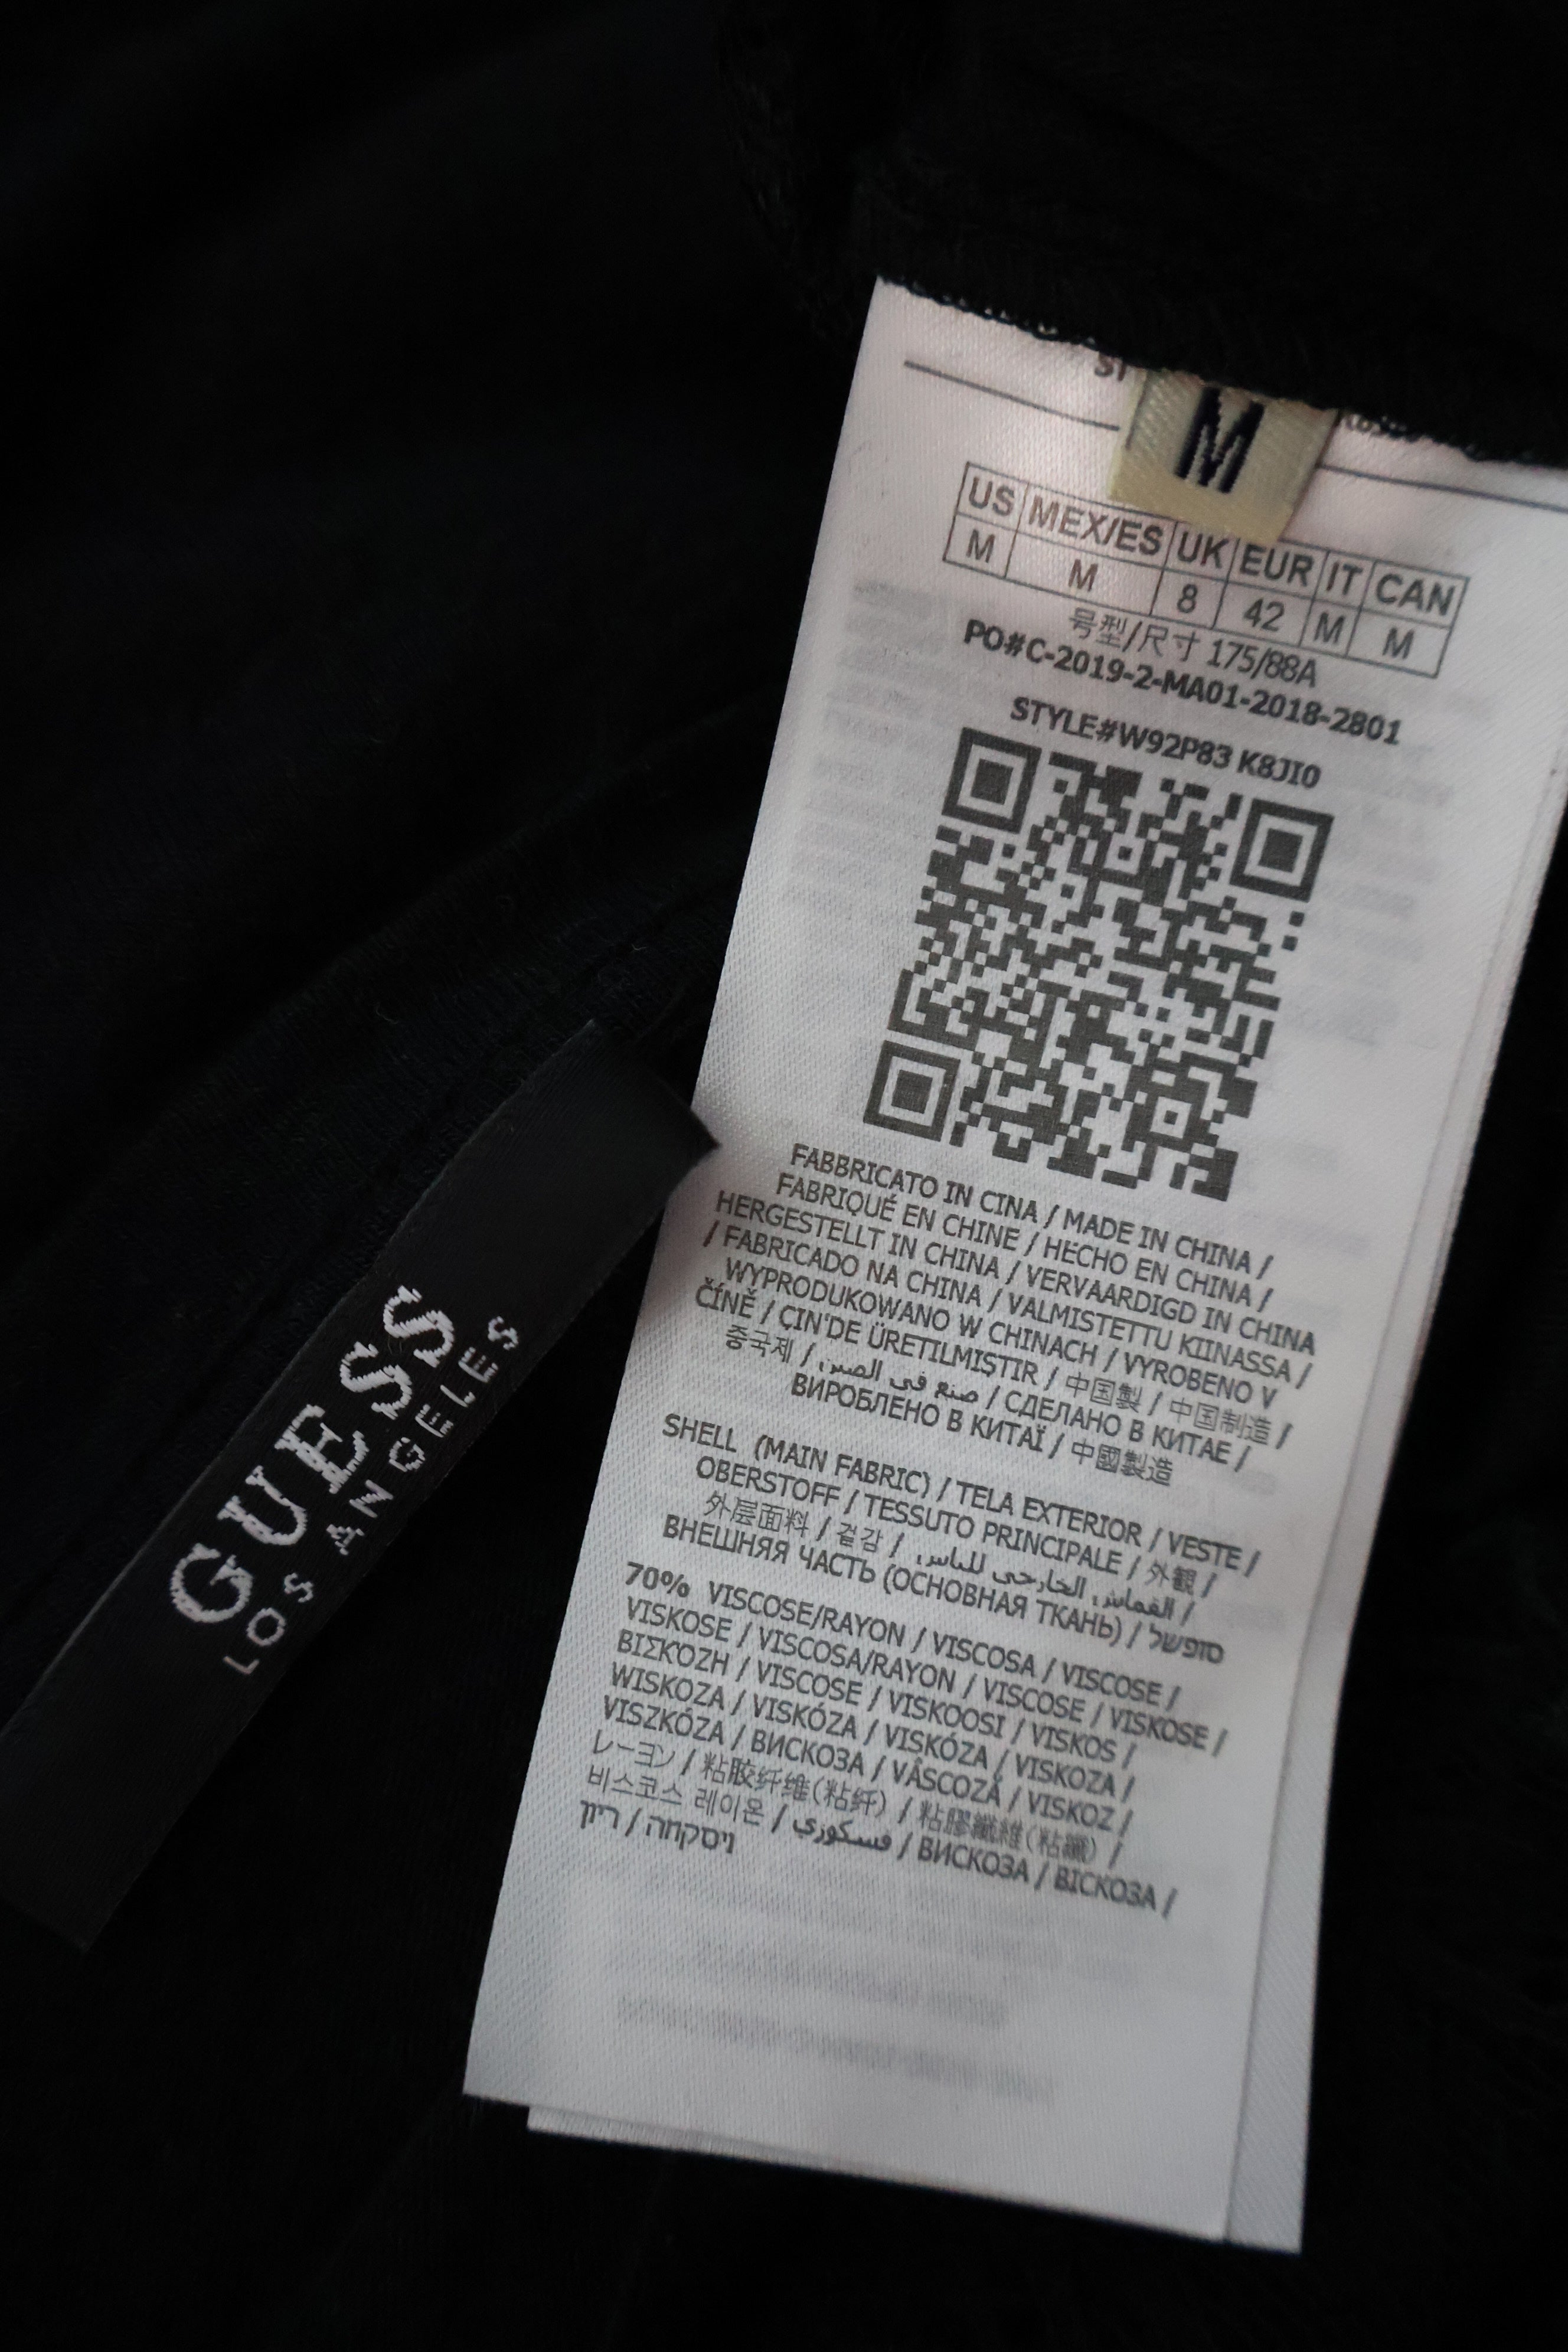 ST
M
US MEX/ES UK EUR IT CAN
M M 8 42 M M
号型/尺寸 175/88A
PO#C-2019-2-MA01-2018-2801
STYLE#W92P83 K8JI0
FABBRICATO IN CINA / MADE IN CHINA /
FABRIQUÉ EN CHINE / HECHO EN CHINA /
HERGESTELLT IN CHINA / VERVAARDIGD IN CHINA
/ FABRICADO NA CHINA / VALMISTETTU KIINASSA /
WYPRODUKOWANO W CHINACH / VYROBENO V
ČÍNĚ / ÇIN'DE ÜRETILMIŞTIR / 中国製 / 中国制造 /
중국제 / صنع في الصين / СДЕЛАНО В КИТАЕ /
ВИРОБЛЕНО В КИТАЇ / 中國製造
SHELL (MAIN FABRIC) / TELA EXTERIOR / VESTE /
OBERSTOFF / TESSUTO PRINCIPALE / 外観 /
外层面料 / 겉감 / القماش الخارجي للباس /
ВНЕШНЯЯ ЧАСТЬ (ОСНОВНАЯ ТКАНЬ) /
70% VISCOSE/RAYON / VISCOSA / VISCOSE /
VISKOSE / VISCOSA/RAYON / VISCOSE / VISKOSE /
ΒΙΣΚΌΖΗ / VISCOSE / VISKOOSI / VISKOS /
WISKOZA / VISKÓZA / VISKÓZA / VISKOZA /
VISZKÓZA / ВИСКОЗА / VÂSCOZĂ / VISKOZ /
レーヨン / 粘胶纤维(粘纤) / 粘膠纖維(粘纖) /
비스코스 레이온 / فسكوزي / ВИСКОЗА / ВІСКОЗА /
ויסקוזה / ריון
GUESS
LOS ANGELES